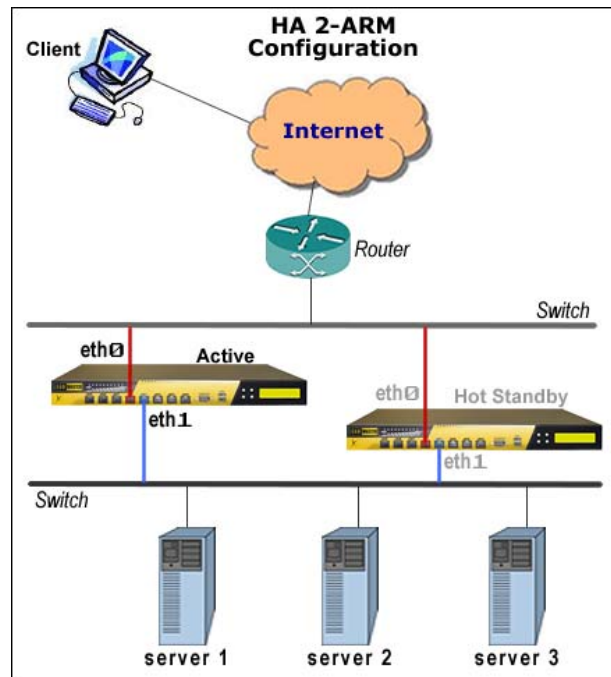 HA 2-ARM
Configuration
Client
Internet
Router
Switch
eth0
Active
eth0
Hot Standby
eth1
eth1
Switch
server 1
server 2
server 3